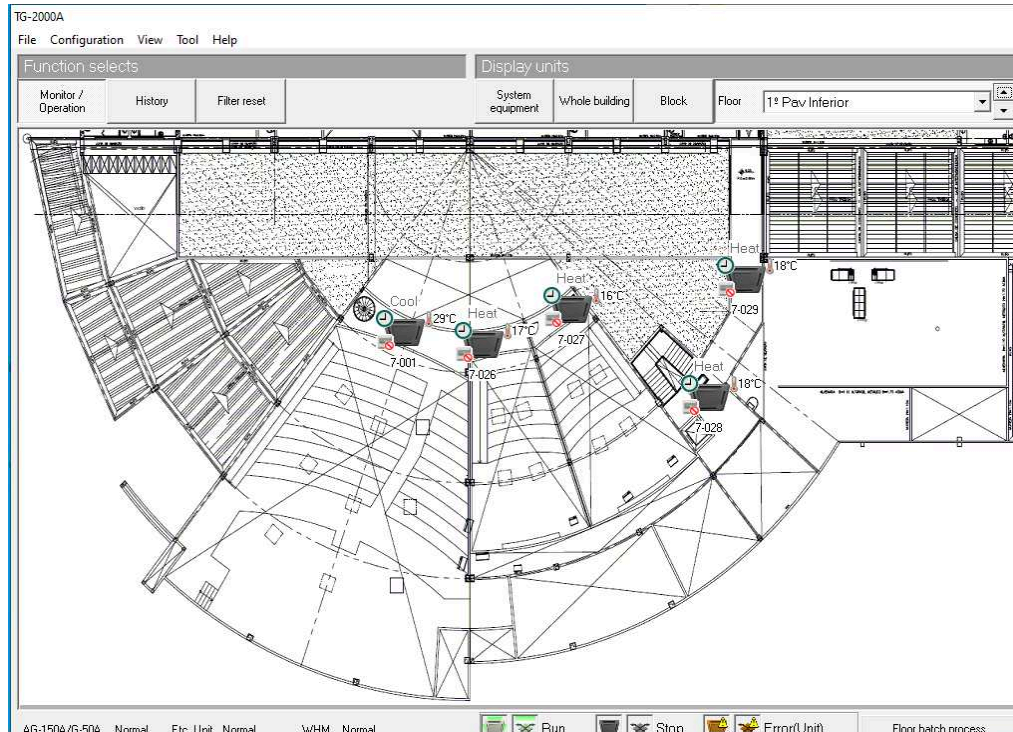 TG-2000A
File Configuration View Tool Help
Function selects
Display units
Monitor / Operation
History
Filter reset
System equipment
Whole building
Block
Floor
1º Pav Inferior
Heat
18°C
7-029
Heat
16°C
7-027
Cool
29°C
7-001
Heat
17°C
7-026
Heat
18°C
7-028
AG-150A/G-50A Normal Etc. Unit Normal WHM Normal
Run
Stop
Error(Unit)
Floor batch process